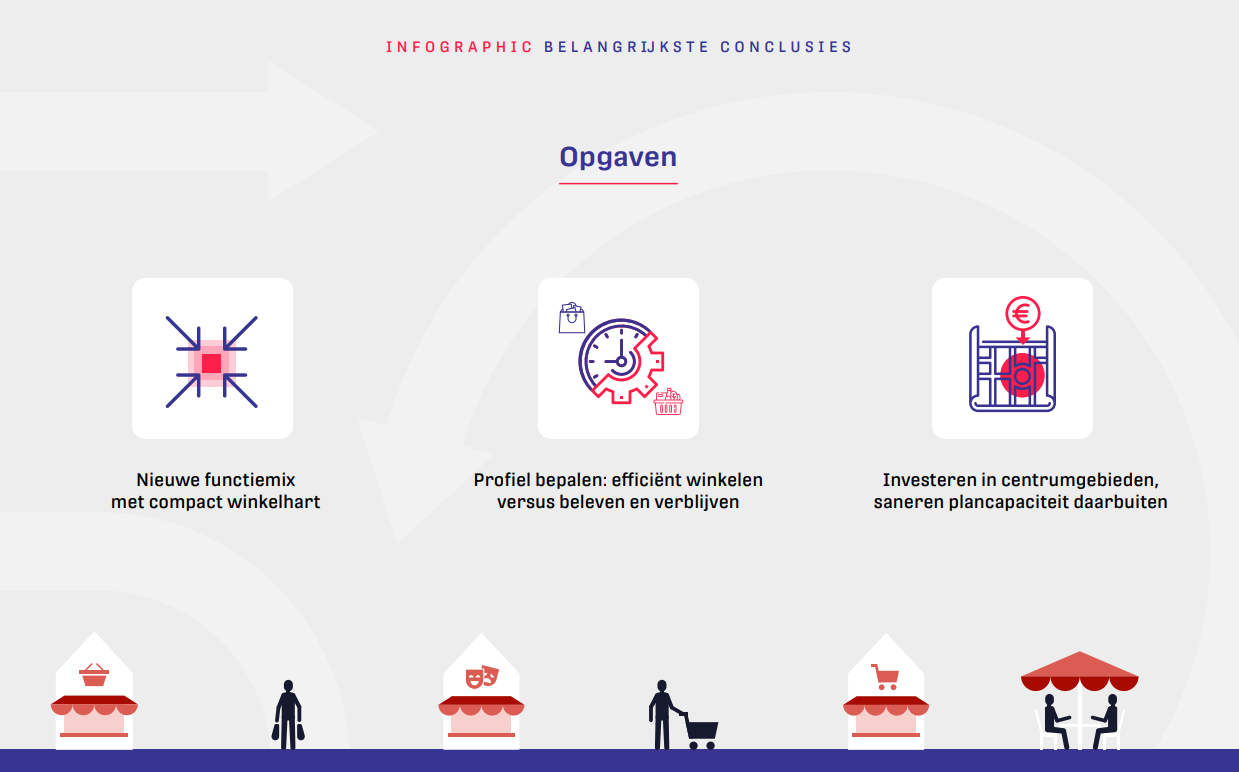 INFOGRAPHIC BELANGRIJKSTE CONCLUSIES
Opgaven
€
Nieuwe functiemix
met compact winkelhart
Profiel bepalen: efficiënt winkelen
versus beleven en verblijven
Investeren in centrumgebieden,
saneren plancapaciteit daarbuiten